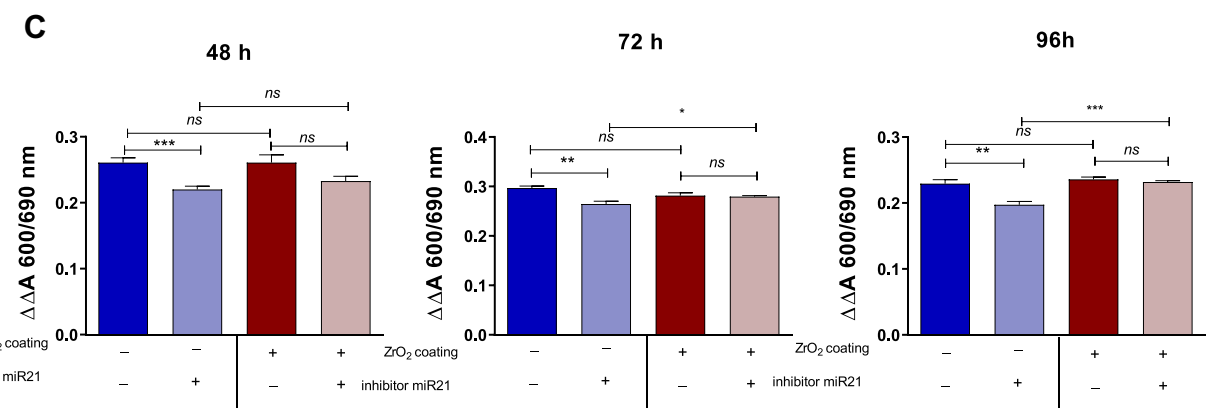 C
48 h
72 h
96h
ns
ns
***
ns
*
ns
**
ns
***
ns
**
ns
ΔΔA 600/690 nm
0.3
0.2
0.1
0.0
ΔΔA 600/690 nm
0.4
0.3
0.2
0.1
0.0
ΔΔA 600/690 nm
0.3
0.2
0.1
0.0
₂ coating – – + +
miR21 – + – +
ZrO₂ coating – – + +
inhibitor miR21 – + – +
ZrO₂ coating – – + +
inhibitor miR21 – + – +